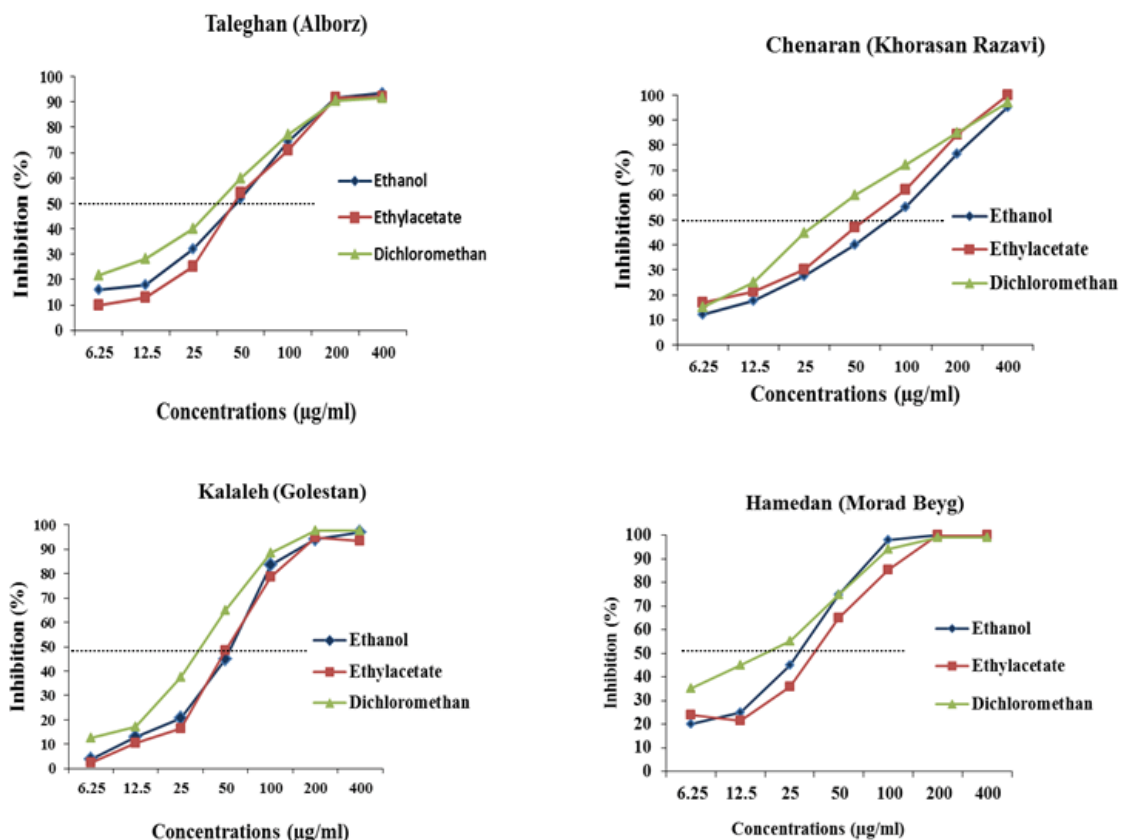 Taleghan (Alborz)
Inhibition (%)
100
90
80
70
60
50
40
30
20
10
0
6.25 12.5 25 50 100 200 400
Concentrations (µg/ml)
Ethanol
Ethylacetate
Dichloromethan
Chenaran (Khorasan Razavi)
Inhibition (%)
100
90
80
70
60
50
40
30
20
10
0
6.25 12.5 25 50 100 200 400
Concentrations (µg/ml)
Ethanol
Ethylacetate
Dichloromethan
Kalaleh (Golestan)
Inhibition (%)
100
90
80
70
60
50
40
30
20
10
0
6.25 12.5 25 50 100 200 400
Concentrations (µg/ml)
Ethanol
Ethylacetate
Dichloromethan
Hamedan (Morad Beyg)
Inhibition (%)
100
90
80
70
60
50
40
30
20
10
0
6.25 12.5 25 50 100 200 400
Concentrations (µg/ml)
Ethanol
Ethylacetate
Dichloromethan